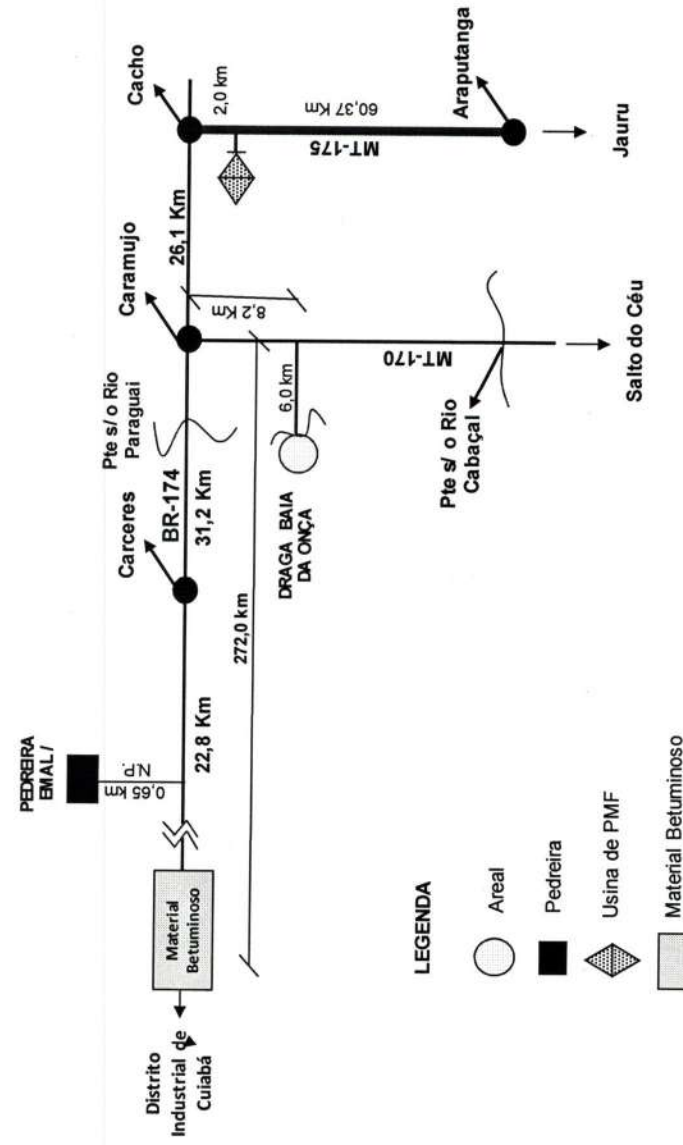 PEDREIRA
EMAL /
0,65 km
N.P.
Carceres
BR-174
Pte s/ o Rio
Paraguai
Caramujo
Cacho
22,8 Km
31,2 Km
26,1 Km
2,0 km
Material
Betuminoso
Distrito
Industrial de
Cuiabá
272,0 km
8,2 Km
6,0 km
DRAGA BAIA
DA ONÇA
MT-170
Pte s/ o Rio
Cabaçal
Salto do Céu
MT-175
60,37 Km
Araputanga
Jauru
LEGENDA
Areal
Pedreira
Usina de PMF
Material Betuminoso